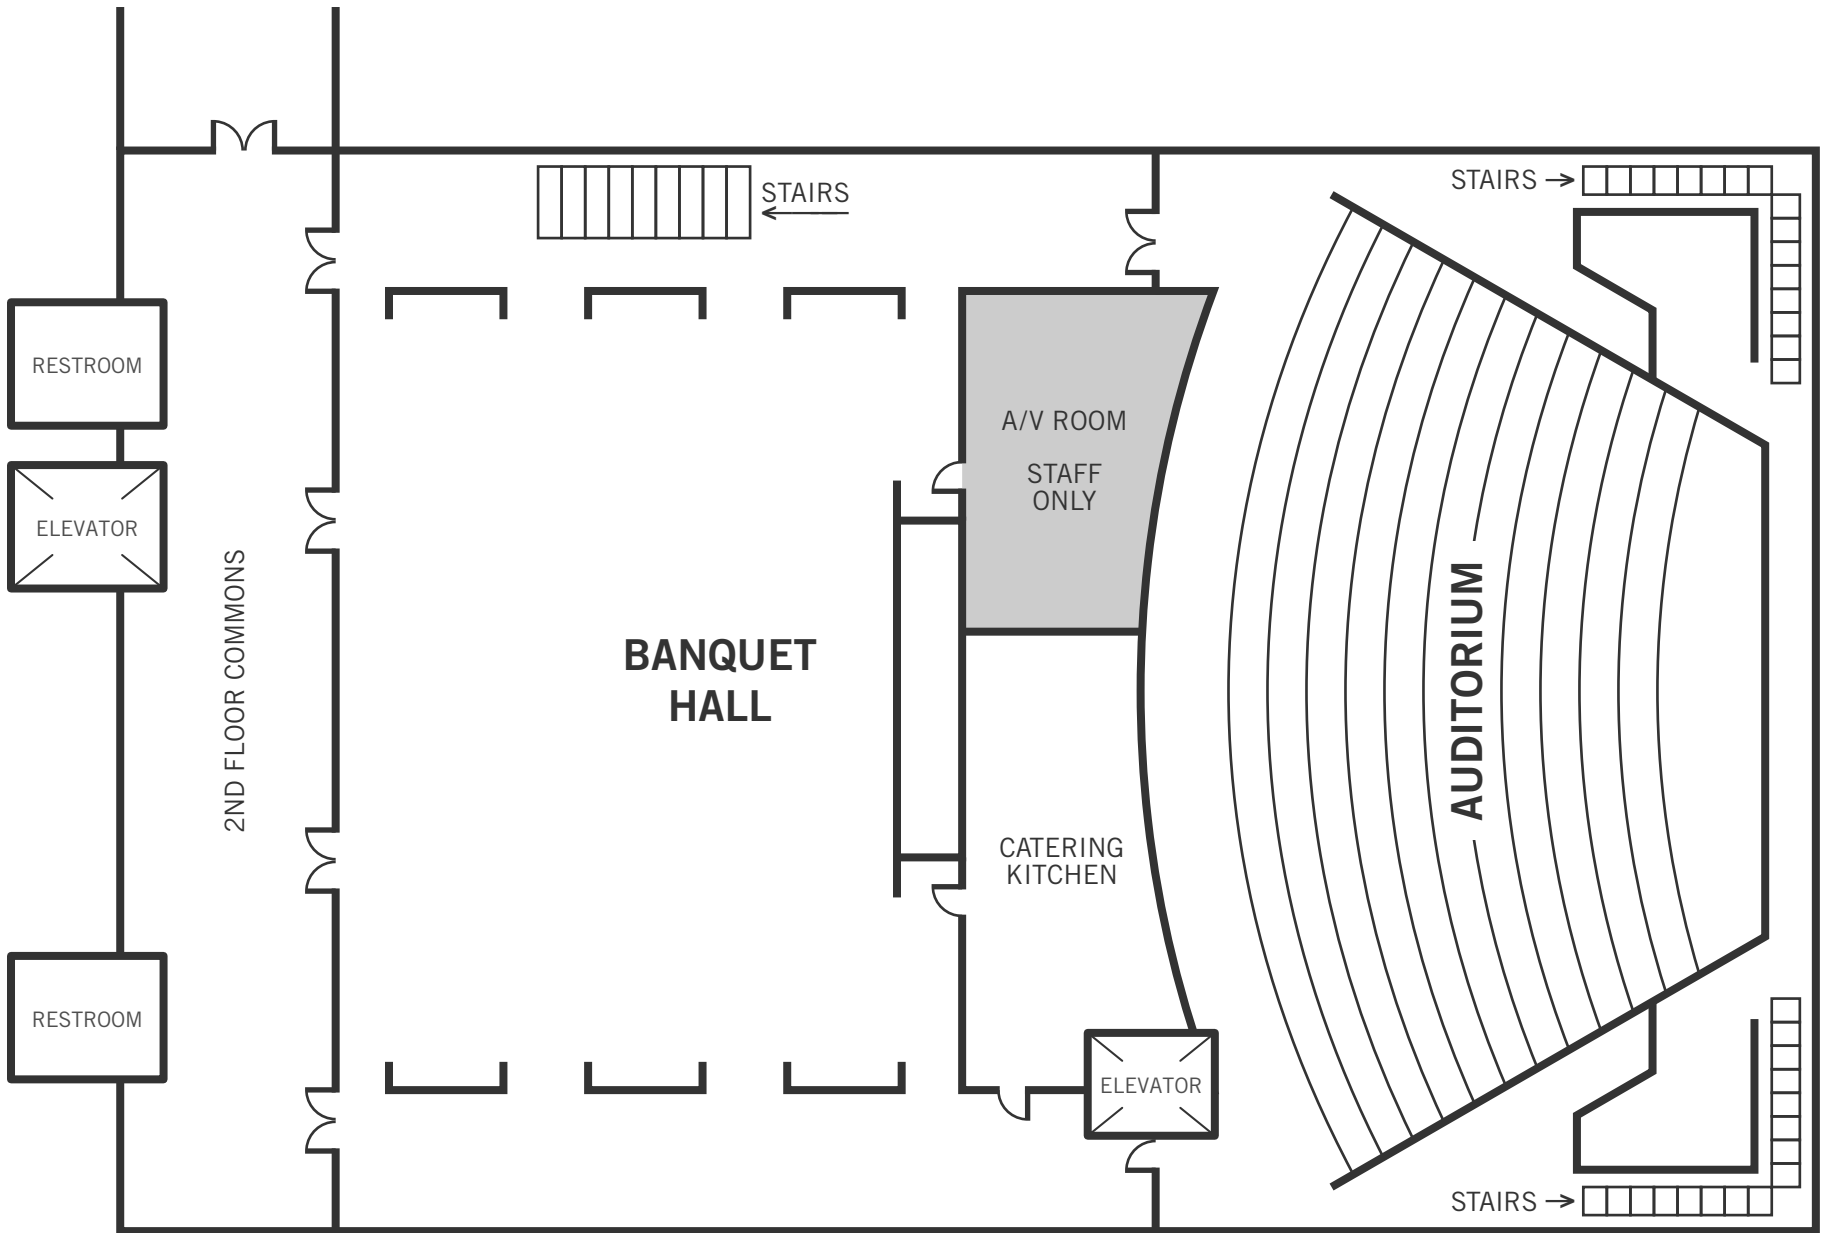 STAIRS
STAIRS
RESTROOM
A/V ROOM
STAFF
ONLY
ELEVATOR
2ND FLOOR COMMONS
BANQUET
HALL
AUDITORIUM
CATERING
KITCHEN
RESTROOM
ELEVATOR
STAIRS